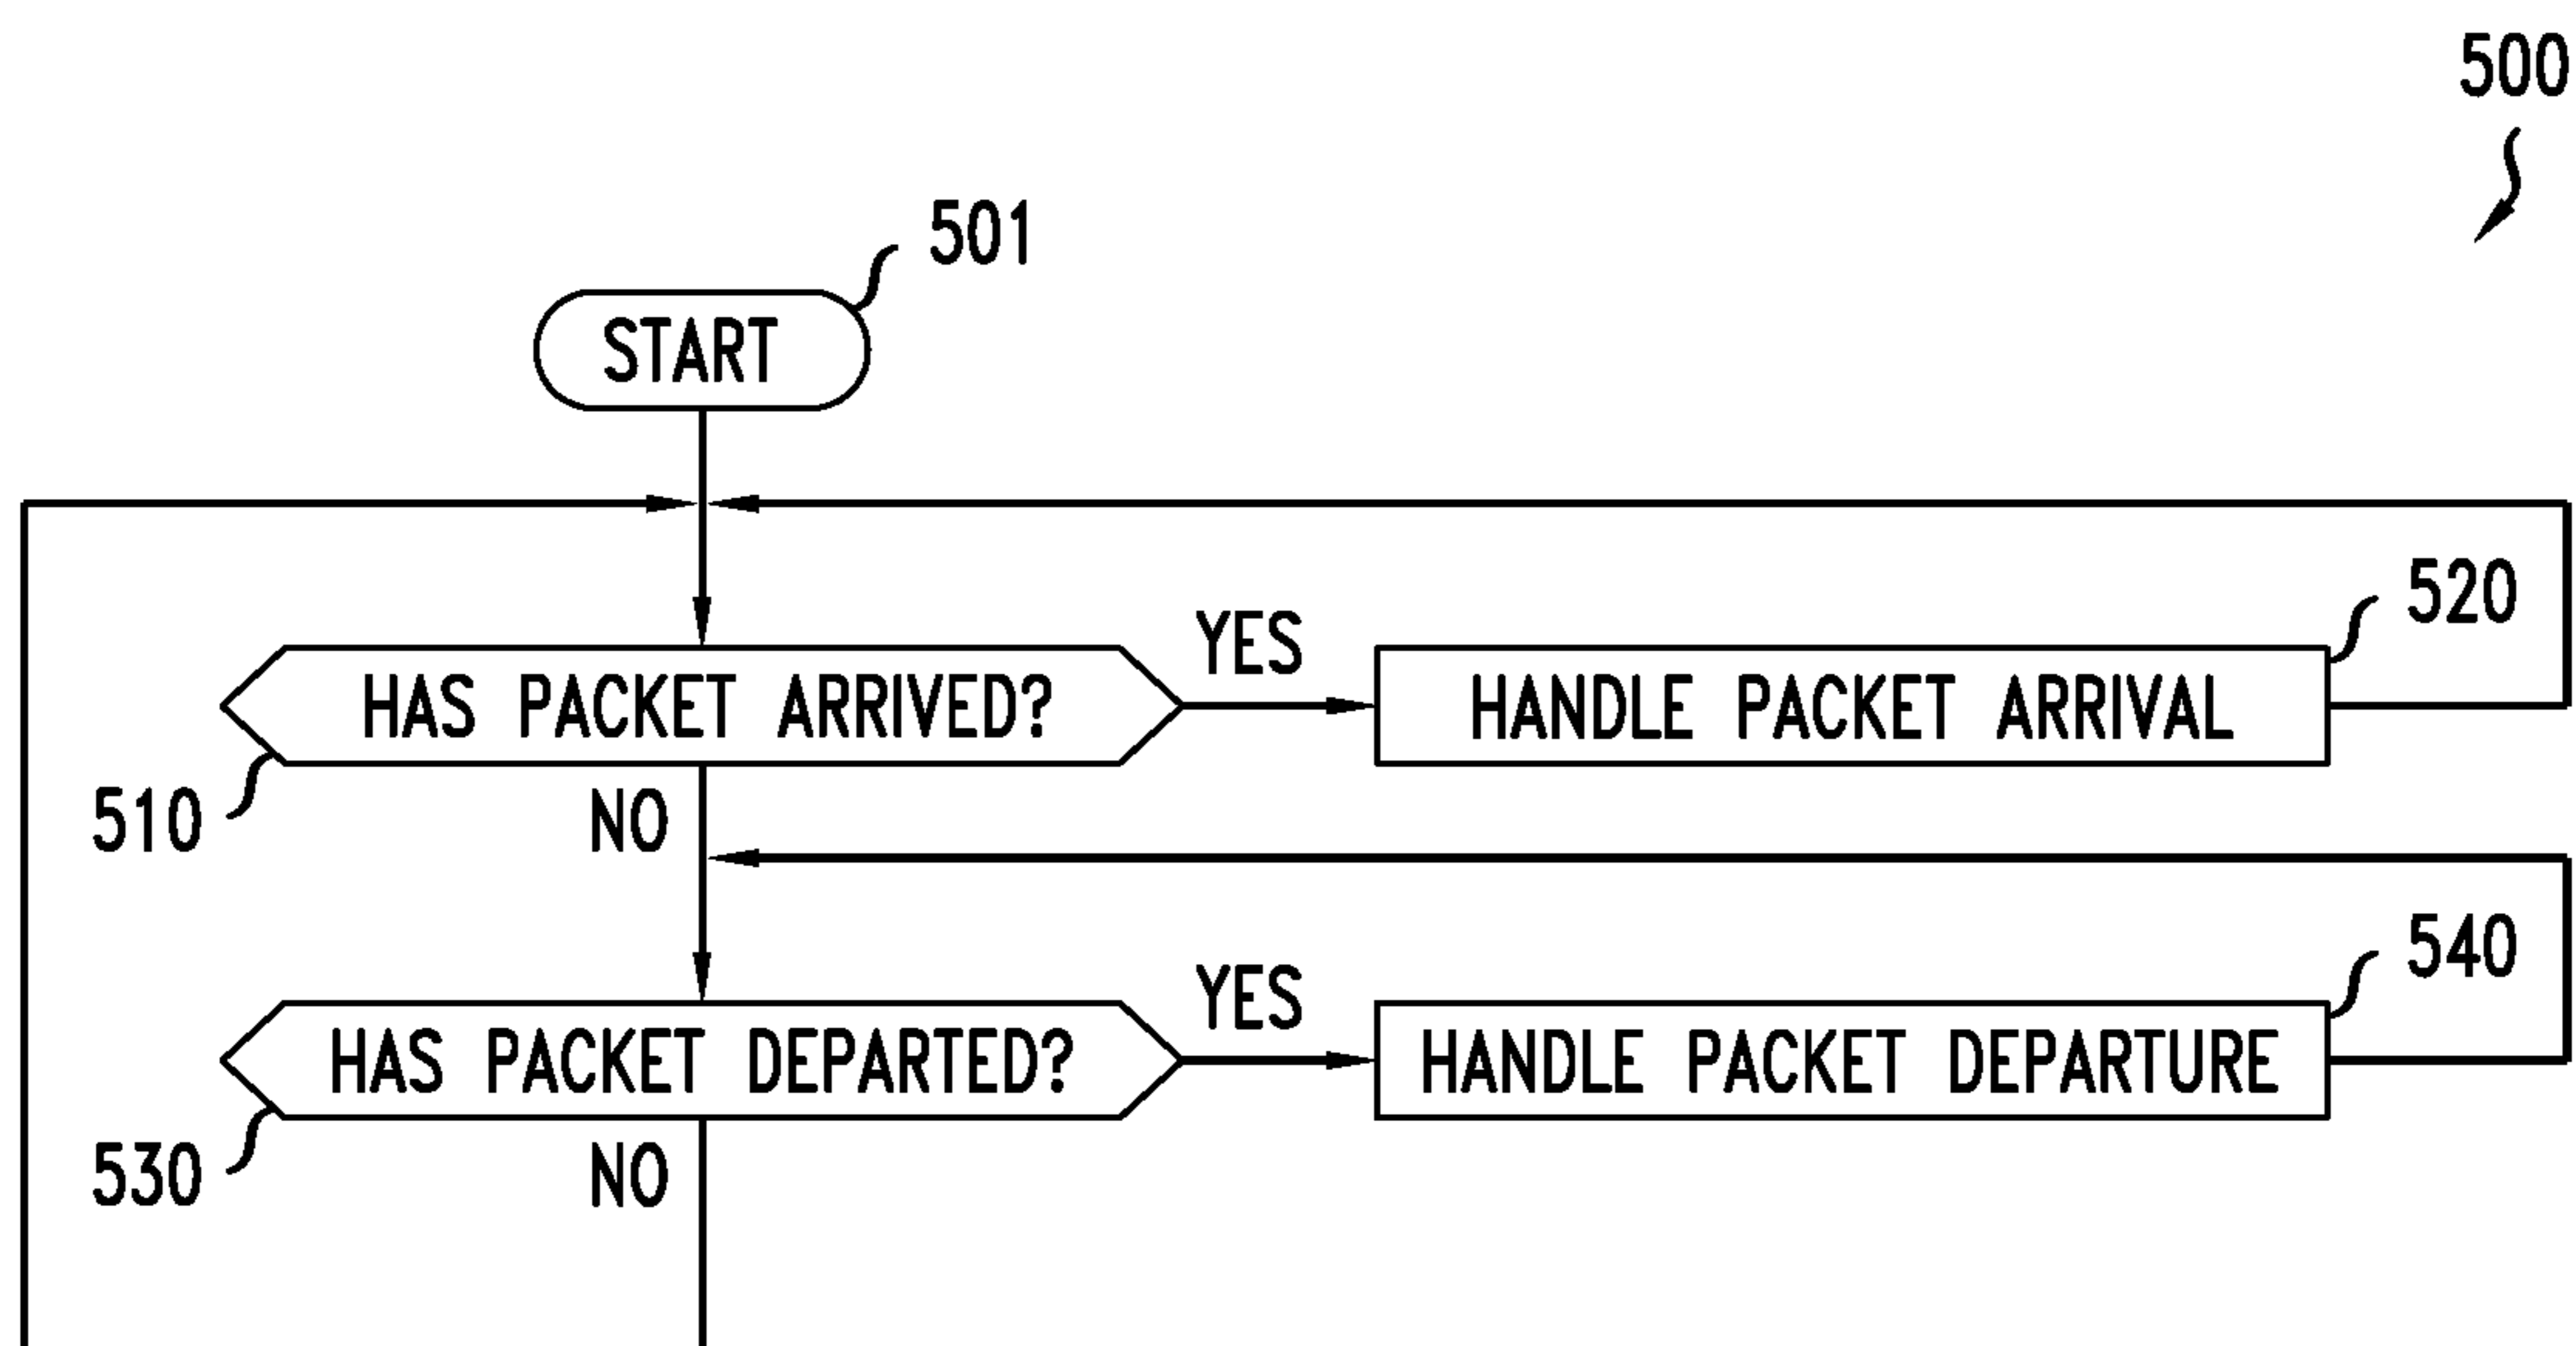 500
501
START
YES
520
HAS PACKET ARRIVED?
HANDLE PACKET ARRIVAL
510
NO
YES
540
HAS PACKET DEPARTED?
HANDLE PACKET DEPARTURE
530
NO